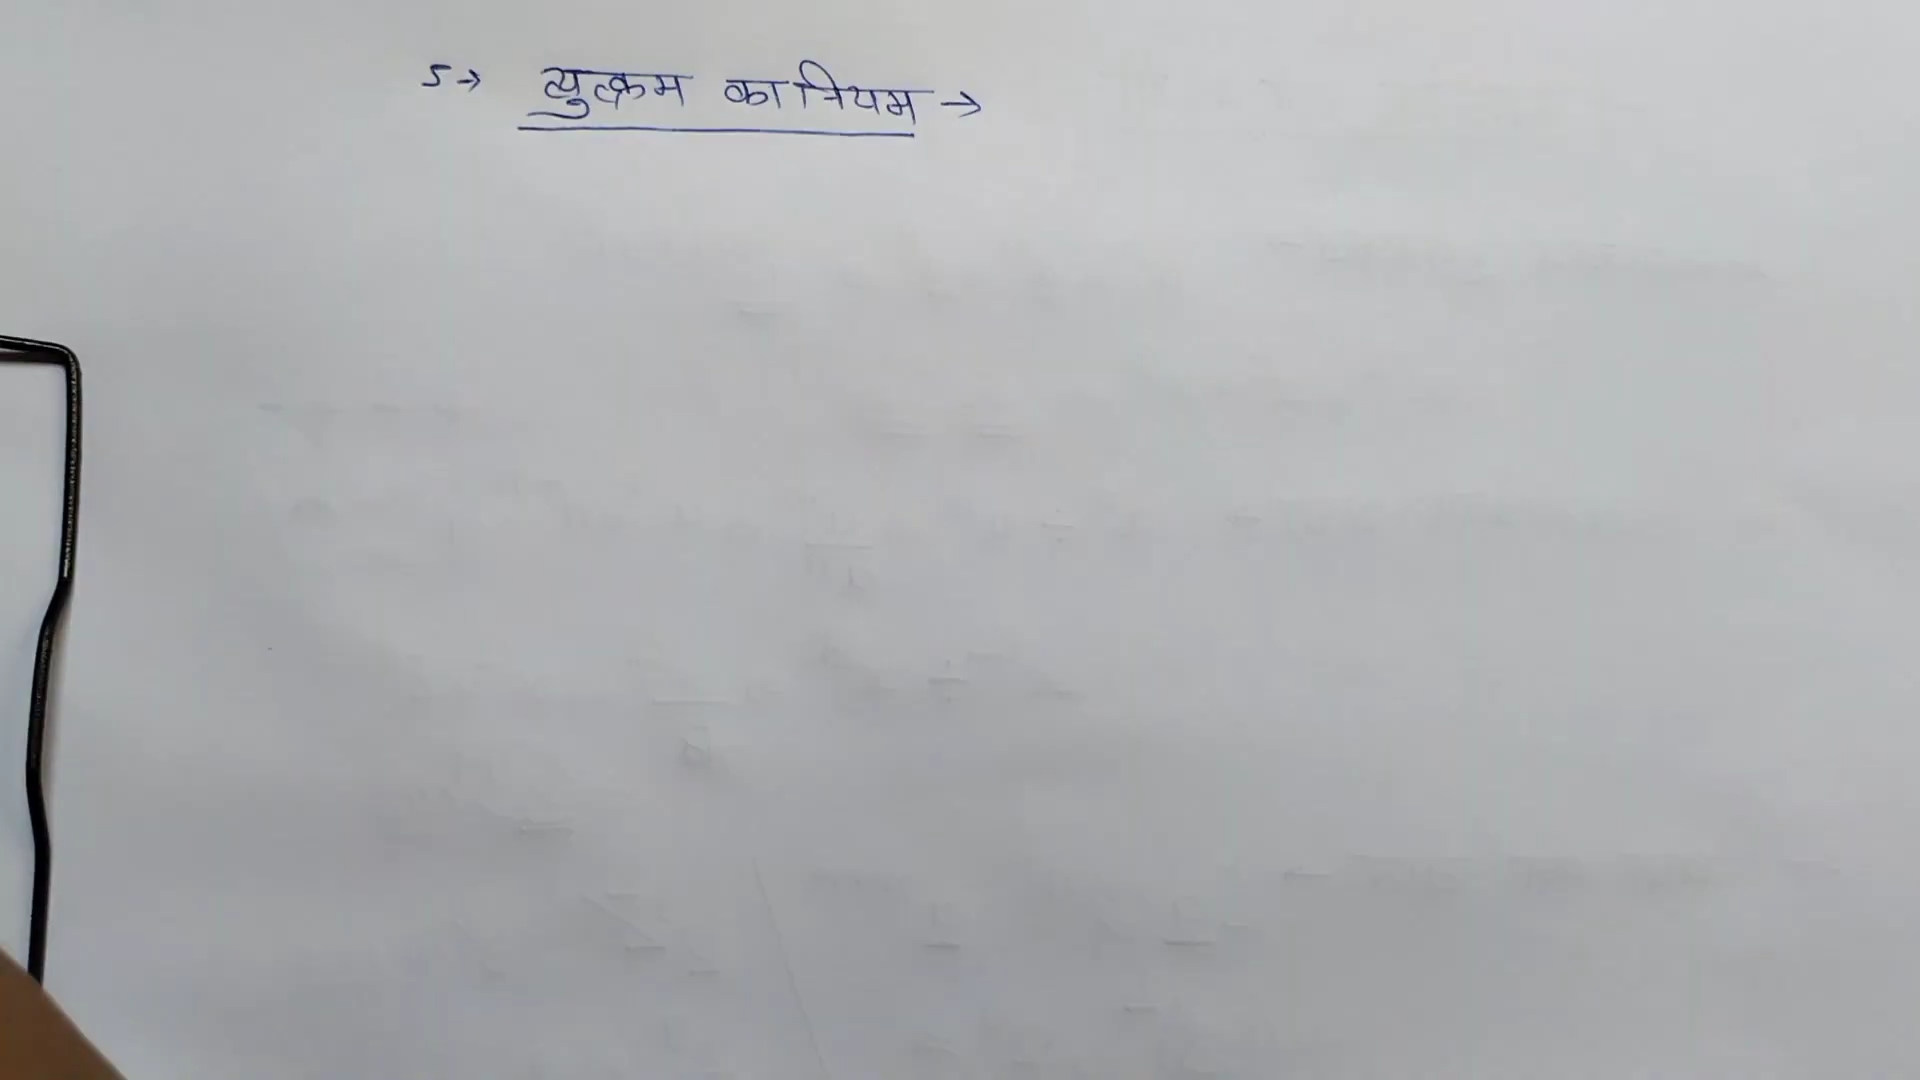 5→ व्युत्क्रम का नियम →